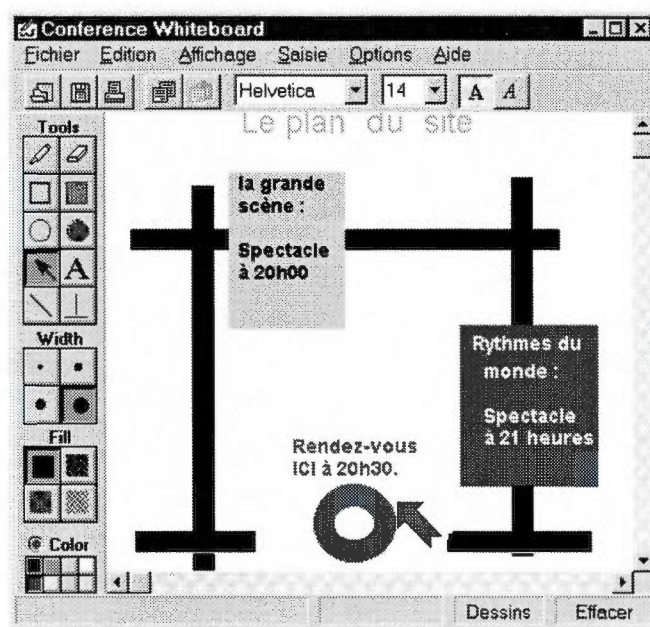 Conference Whiteboard
Fichier Edition Affichage Saisie Options Aide
Helvetica 14 A A
Tools
A
Width
Fill
Color
Le plan du site
la grande
scène :
Spectacle
à 20h00
Rythmes du
monde :
Spectacle
à 21 heures
Rendez-vous
ICI à 20h30.
Dessins Effacer